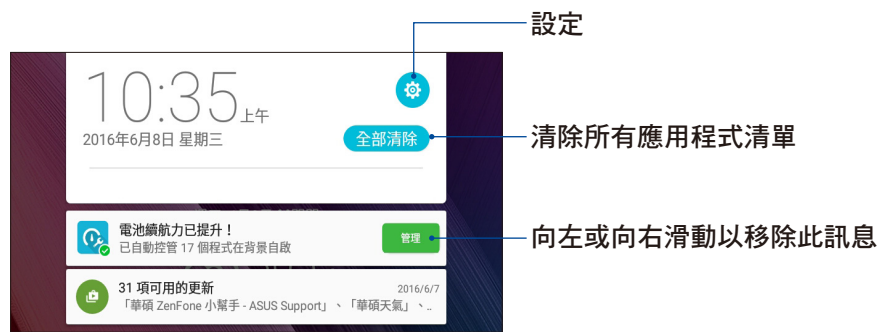 設定
10:35上午
2016年6月8日 星期三
全部清除
清除所有應用程式清單
電池續航力已提升！
已自動控管 17 個程式在背景自啟
管理
向左或向右滑動以移除此訊息
31 項可用的更新
2016/6/7
「華碩 ZenFone 小幫手 - ASUS Support」、「華碩天氣」、..